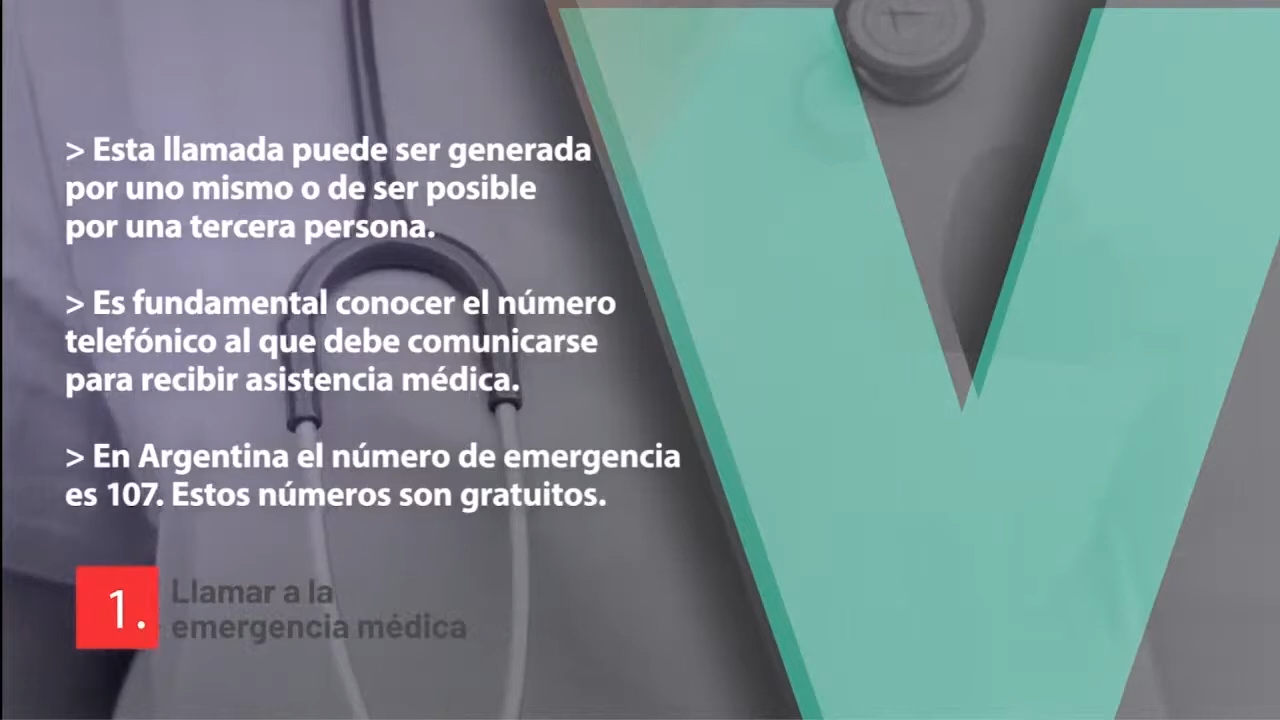 > Esta llamada puede ser generada
por uno mismo o de ser posible
por una tercera persona.
> Es fundamental conocer el número
telefónico al que debe comunicarse
para recibir asistencia médica.
> En Argentina el número de emergencia
es 107. Estos números son gratuitos.
1. Llamar a la
emergencia médica